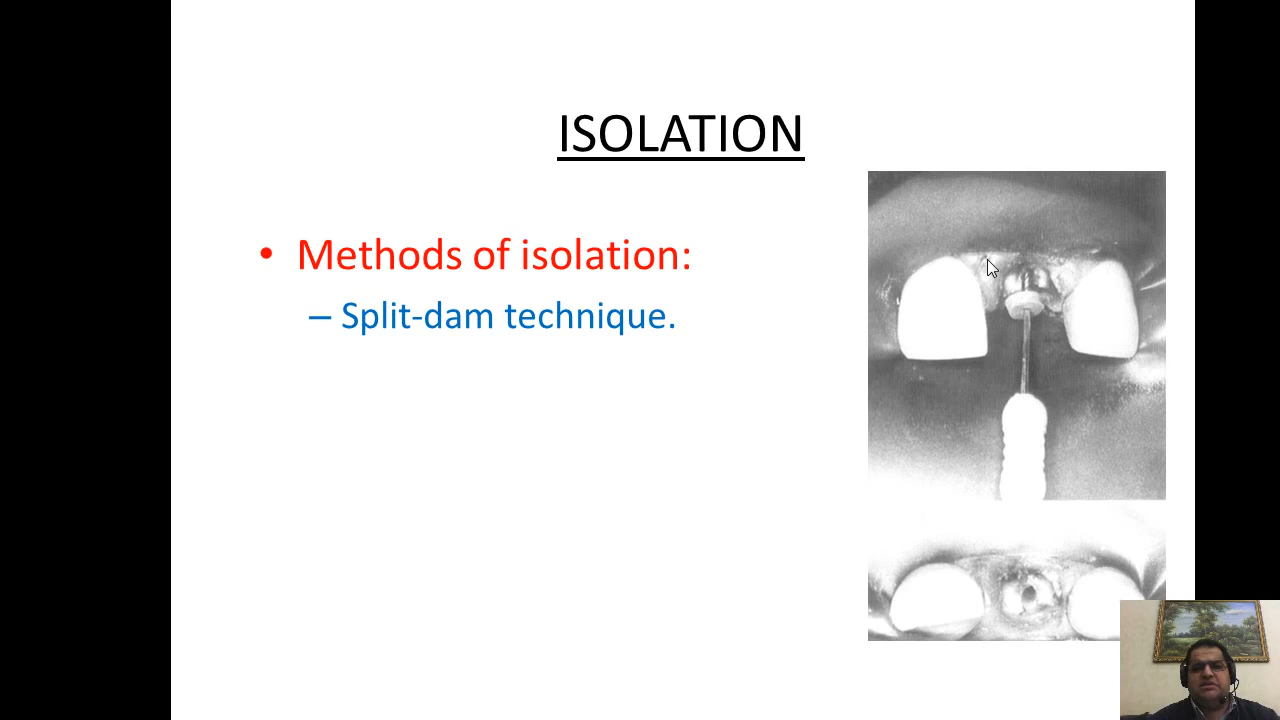 ISOLATION
• Methods of isolation:
– Split-dam technique.